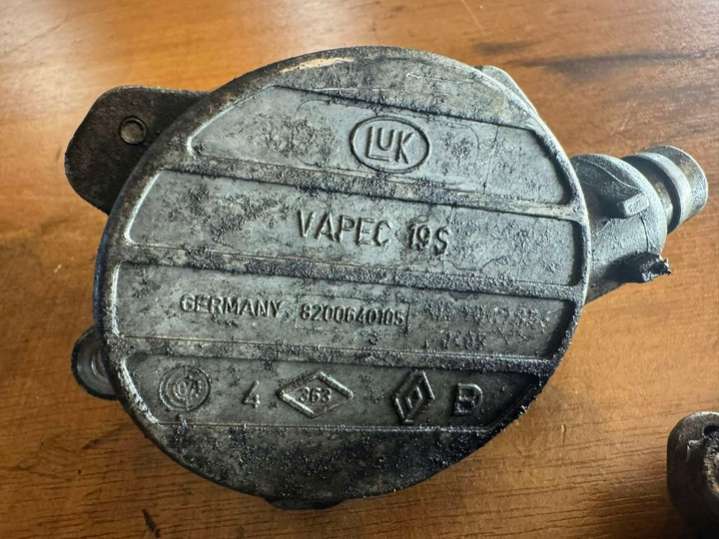 LUK
VAPEC 19S
GERMANY 8200640105
4 363 B